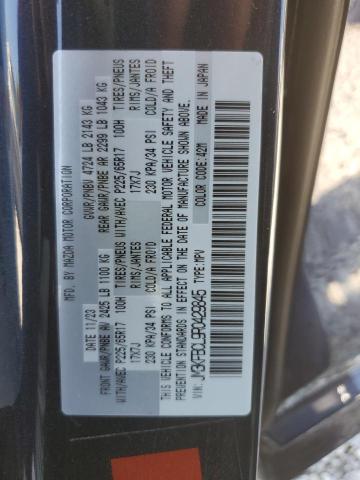 MFD. BY MAZDA MOTOR CORPORATION
DATE 11/23 GVWR/PNBV 4724 LB 2143 KG
FRONT GAWR/PNBE AV 2425 LB 1100 KG REAR GAWR/PNBE AR 2299 LB 1043 KG
WITH/AVEC P225/65R17 100H TIRES/PNEUS WITH/AVEC P225/65R17 100H TIRES/PNEUS
17X7J RIMS/JANTES 17X7J RIMS/JANTES
230 KPA/34 PSI COLD/A FROID 230 KPA/34 PSI COLD/A FROID
THIS VEHICLE CONFORMS TO ALL APPLICABLE FEDERAL MOTOR VEHICLE SAFETY AND THEFT
PREVENTION STANDARDS IN EFFECT ON THE DATE OF MANUFACTURE SHOWN ABOVE.
MADE IN JAPAN
VIN: JM3KFBCL9R0429845 TYPE: MPV COLOR CODE: 42M